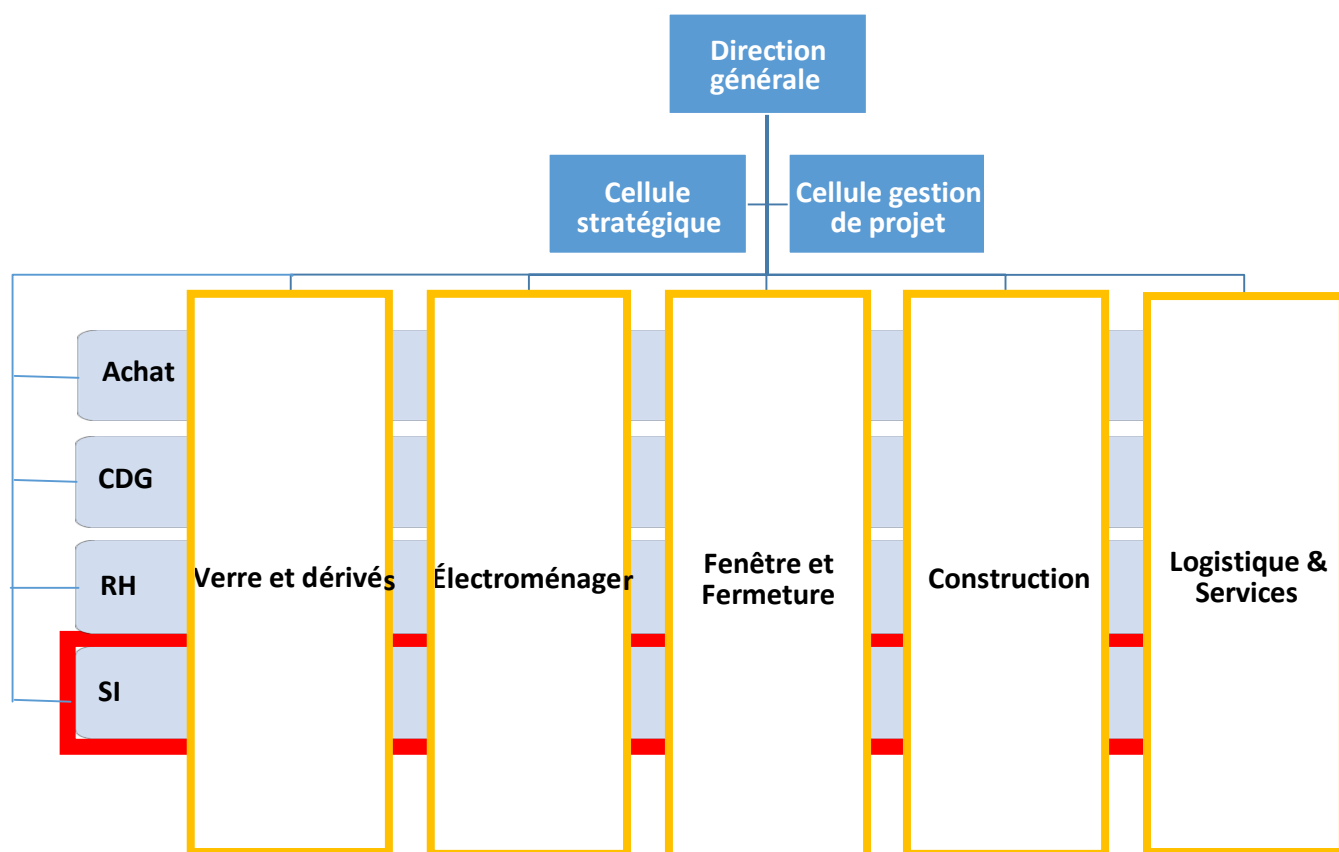 Direction
générale
Cellule
stratégique
Cellule gestion
de projet
Achat
CDG
RH
SI
Verre et dérivés
Électroménager
Fenêtre et
Fermeture
Construction
Logistique &
Services